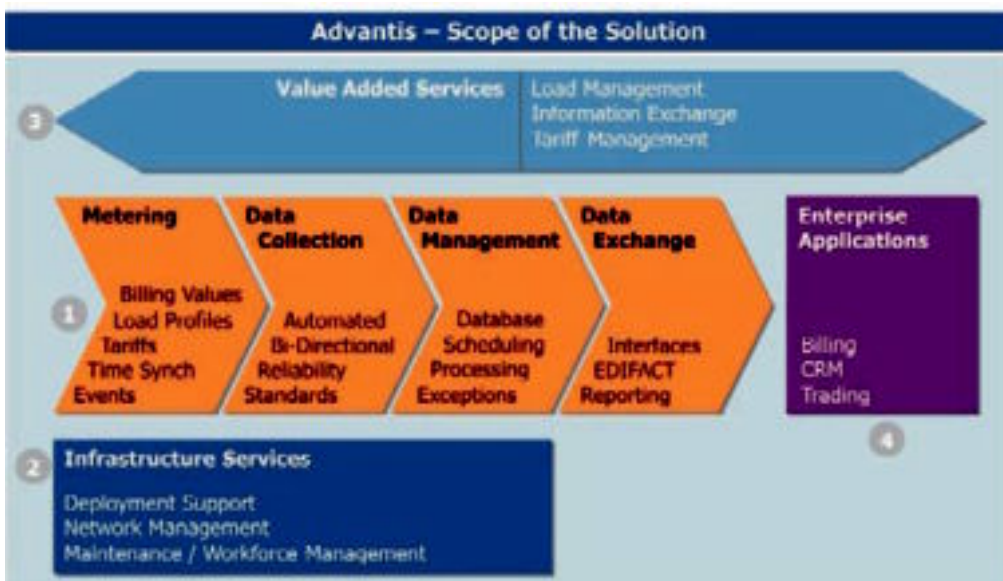 Advantis – Scope of the Solution
Value Added Services
Load Management
Information Exchange
Tariff Management
3
Metering
Billing Values
Load Profiles
Tariffs
Time Synch
Events
Data
Collection
Automated
Bi-Directional
Reliability
Standards
Data
Management
Database
Scheduling
Processing
Exceptions
Data
Exchange
Interfaces
EDIFACT
Reporting
1
Enterprise
Applications
Billing
CRM
Trading
4
2
Infrastructure Services
Deployment Support
Network Management
Maintenance / Workforce Management